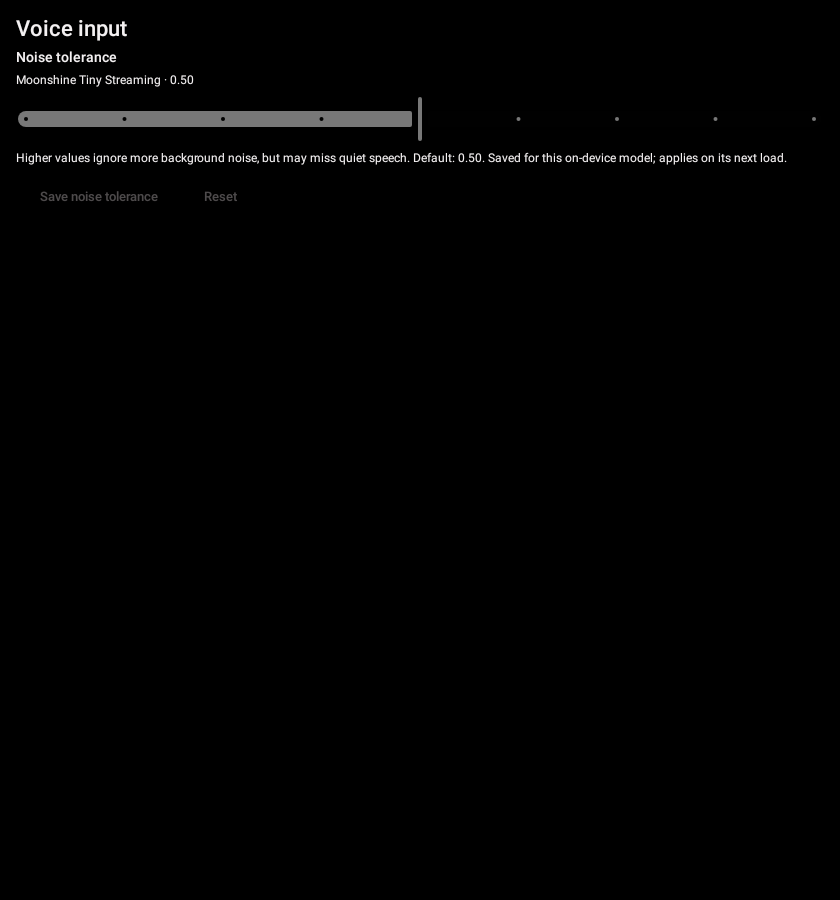 Voice input
Noise tolerance
Moonshine Tiny Streaming · 0.50
Higher values ignore more background noise, but may miss quiet speech. Default: 0.50. Saved for this on-device model; applies on its next load.
Save noise tolerance Reset